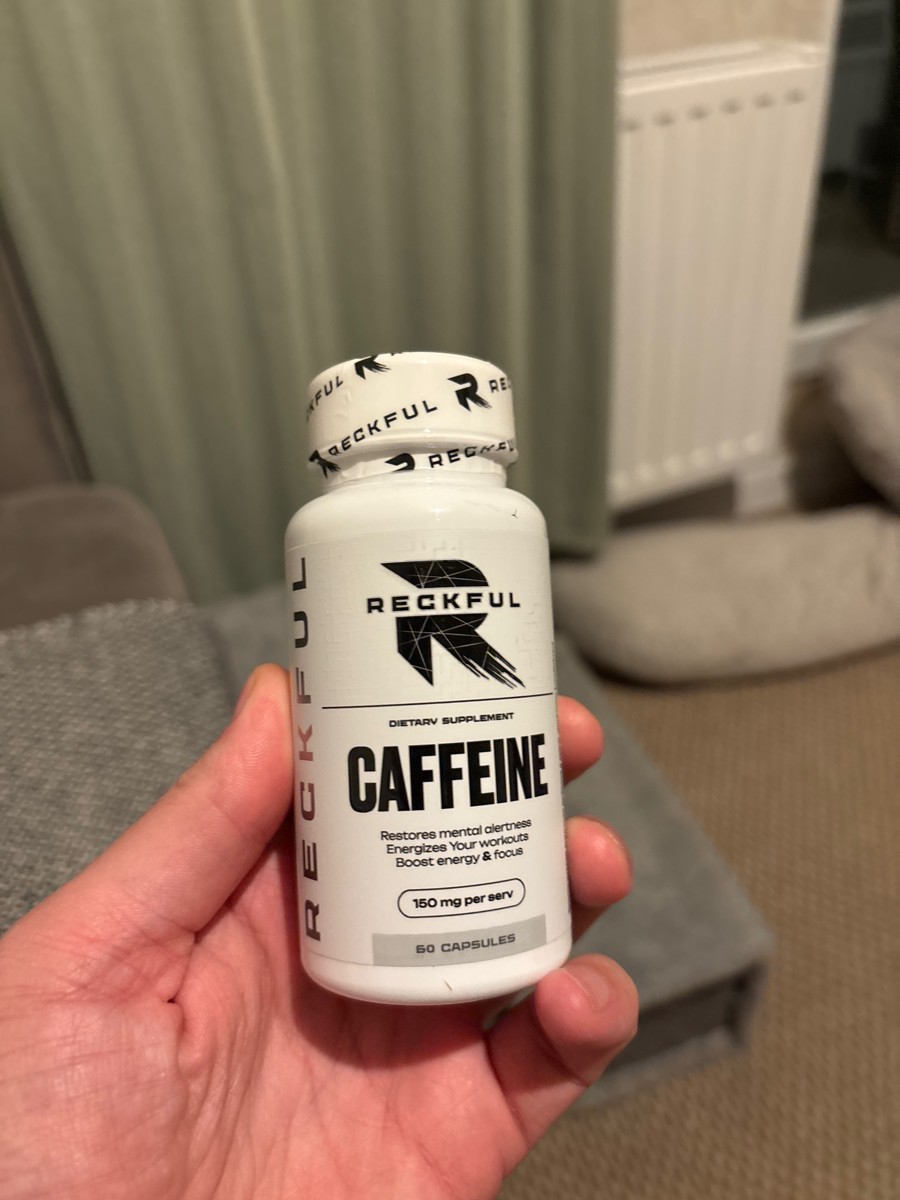 RECKFUL
RECKFUL
RECKFUL
RECKFUL
DIETARY SUPPLEMENT
CAFFEINE
Restores mental alertness
Energizes Your workouts
Boost energy & focus
150 mg per serv
60 CAPSULES